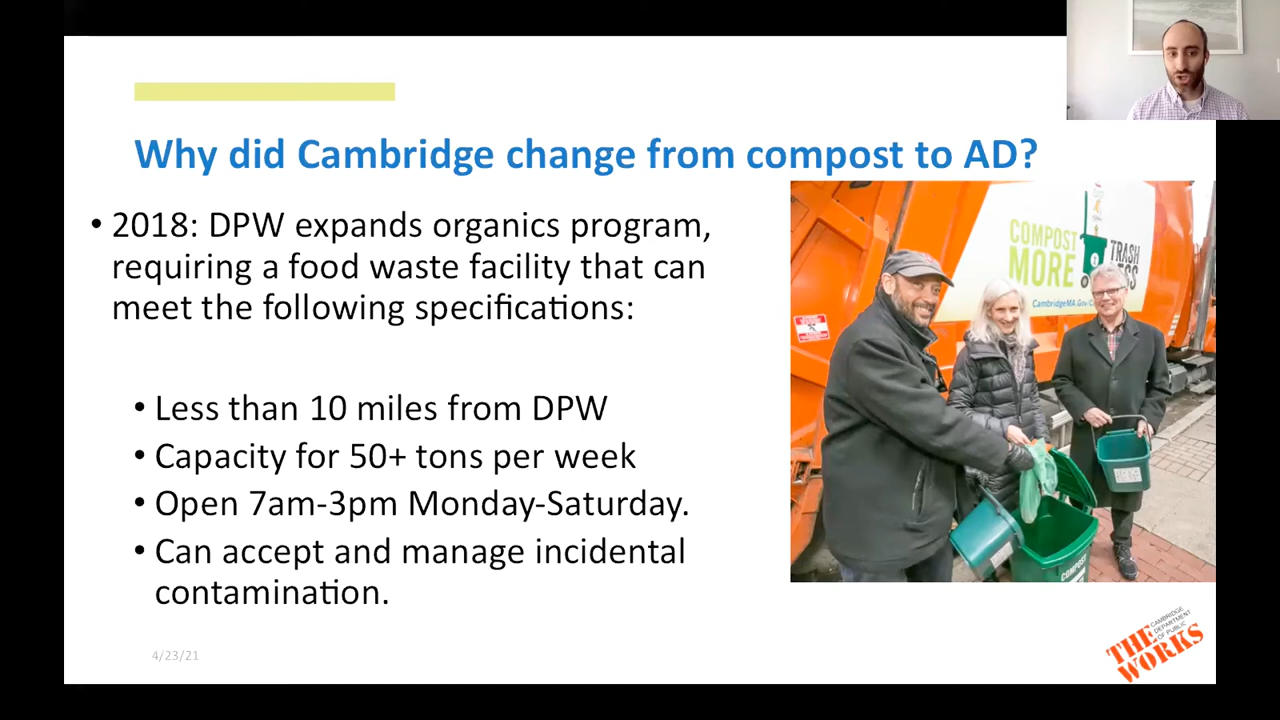 Why did Cambridge change from compost to AD?
• 2018: DPW expands organics program,
requiring a food waste facility that can
meet the following specifications:
• Less than 10 miles from DPW
• Capacity for 50+ tons per week
• Open 7am-3pm Monday-Saturday.
• Can accept and manage incidental
contamination.
COMPOST
MORE
TRASH
LESS
CambridgeMA.Gov/
COMPOST
4/23/21
THE
WORKS
CAMBRIDGE
DEPARTMENT
OF PUBLIC